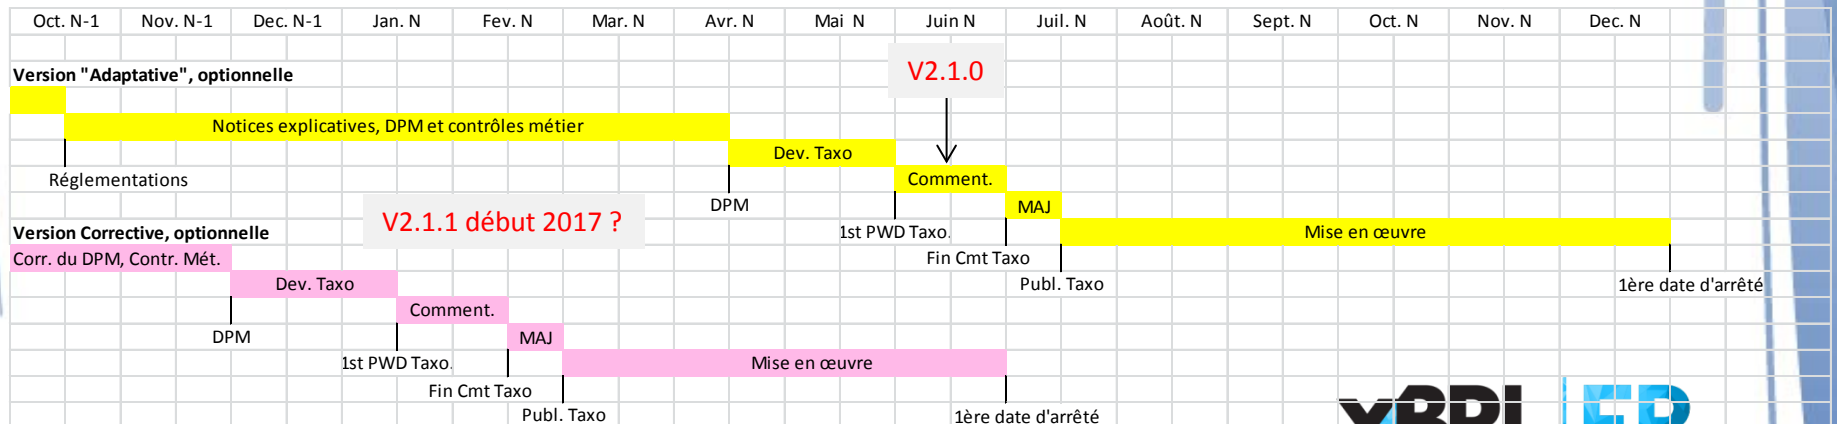 Oct. N-1 Nov. N-1 Dec. N-1 Jan. N Fev. N Mar. N Avr. N Mai N Juin N Juil. N Août. N Sept. N Oct. N Nov. N Dec. N
Version "Adaptative", optionnelle
V2.1.0
Notices explicatives, DPM et contrôles métier
Dev. Taxo
Réglementations
Comment.
DPM
MAJ
V2.1.1 début 2017 ?
Version Corrective, optionnelle
1st PWD Taxo.
Mise en œuvre
Corr. du DPM, Contr. Mét.
Fin Cmt Taxo
Dev. Taxo
Publ. Taxo
1ère date d'arrêté
Comment.
DPM
MAJ
1st PWD Taxo.
Mise en œuvre
Fin Cmt Taxo
Publ. Taxo
1ère date d'arrêté